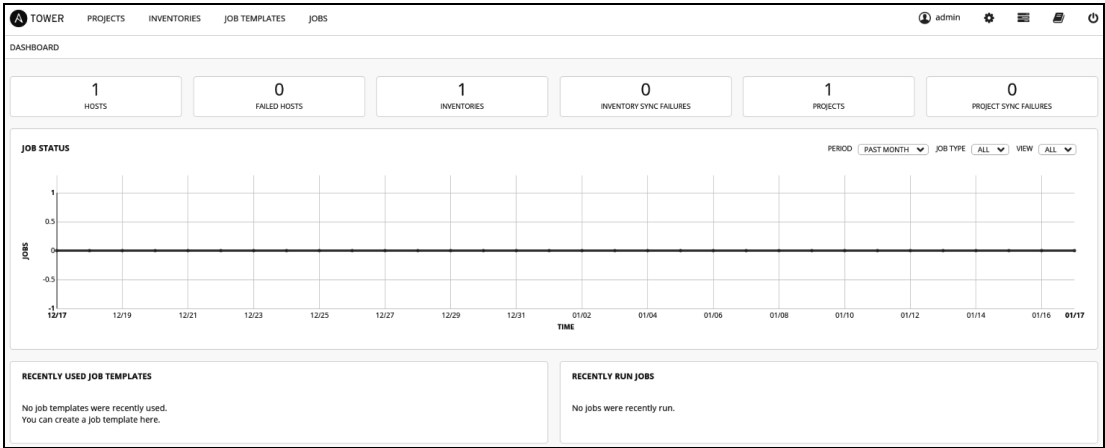 A TOWER PROJECTS INVENTORIES JOB TEMPLATES JOBS admin
DASHBOARD
1 0 1 0 1 0
HOSTS FAILED HOSTS INVENTORIES INVENTORY SYNC FAILURES PROJECTS PROJECT SYNC FAILURES
JOB STATUS PERIOD PAST MONTH JOB TYPE ALL VIEW ALL
1
0.5
0
-0.5
-1
JOBS
12/17 12/19 12/21 12/23 12/25 12/27 12/29 12/31 01/02 01/04 01/06 01/08 01/10 01/12 01/14 01/16 01/17
TIME
RECENTLY USED JOB TEMPLATES
No job templates were recently used.
You can create a job template here.
RECENTLY RUN JOBS
No jobs were recently run.